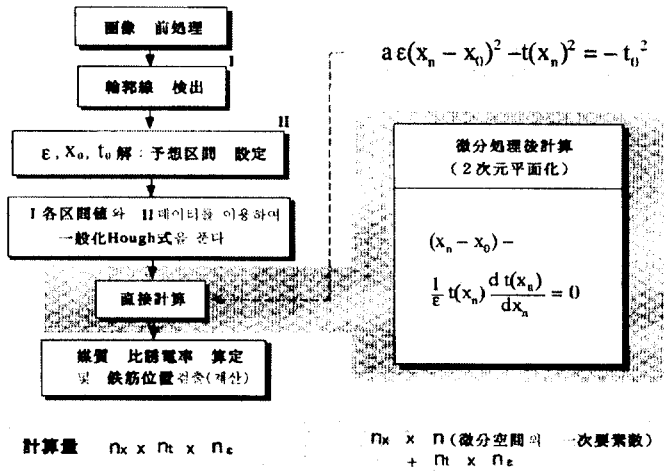 画像 前処理
I
輪郭線 検出
II
ε, X₀, t₀ 解 : 予想区間 設定
I 各区間値와 II 데이터를 이용하여
一般化Hough式을 푼다
直接計算
媒質 比誘電率 算定
및 鉄筋位置검출(계산)
計算量 nx x nt x nε
aε(xₙ − x₀)² −t(xₙ)² = − t₀²
微分処理後計算
(2次元平面化)
(xₙ − x₀) −
1/ε t(xₙ) d t(xₙ)/dxₙ = 0
nx x n (微分空間의 一次要素数)
+ nt x nε